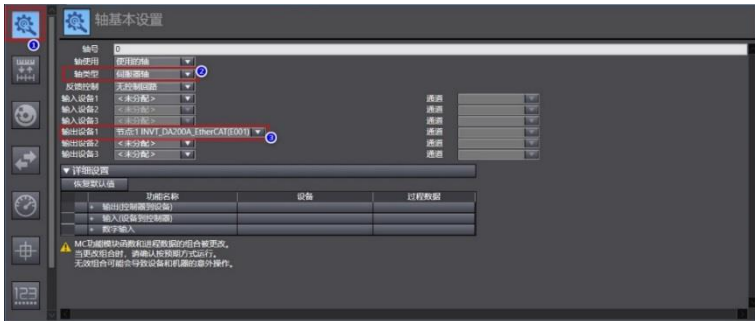 轴基本设置
轴号 0
轴使用 使用的轴
轴类型 伺服器轴
反馈控制 无控制回路
输入设备1 <未分配> 通道
输入设备2 <未分配> 通道
输入设备3 <未分配> 通道
输出设备1 节点:1 INVT_DA200A_EtherCAT(E001) 通道
输出设备2 <未分配> 通道
输出设备3 <未分配> 通道
▼详细设置
恢复默认值
功能名称 设备 过程数据
+ 输出(控制器到设备)
+ 输入(设备到控制器)
+ 数字输入
MC功能模块函数和进程数据的组合被更改。
当更改组合时，请确认按预期方式运行。
无效组合可能会导致设备和机器的意外操作。
1
2
3
123